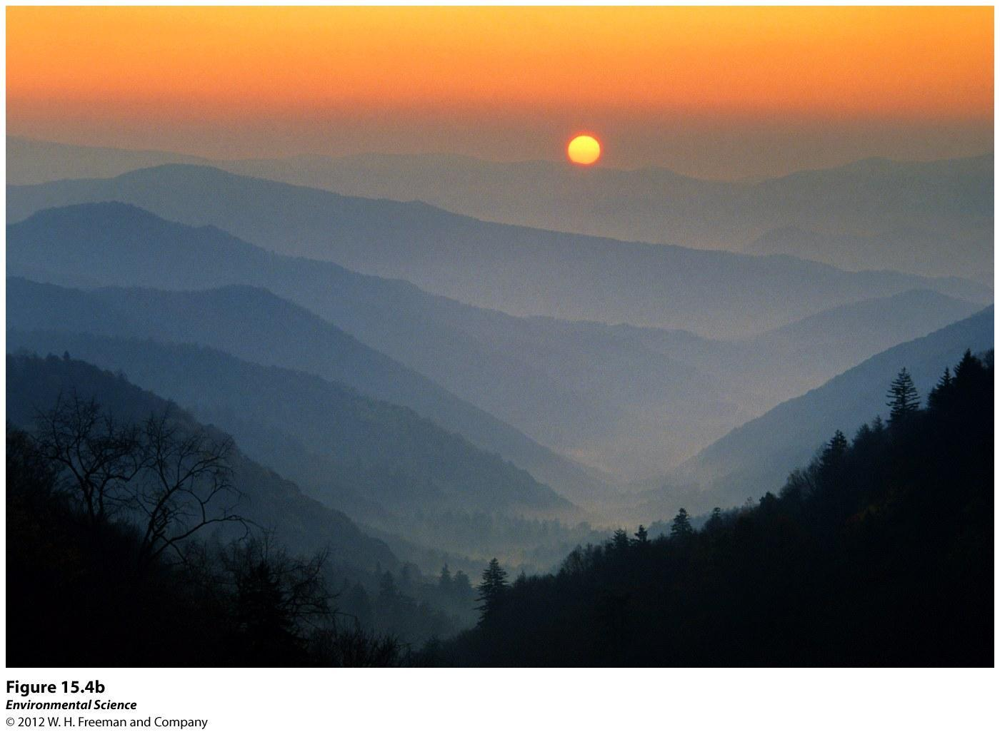 Figure 15.4b
Environmental Science
© 2012 W. H. Freeman and Company